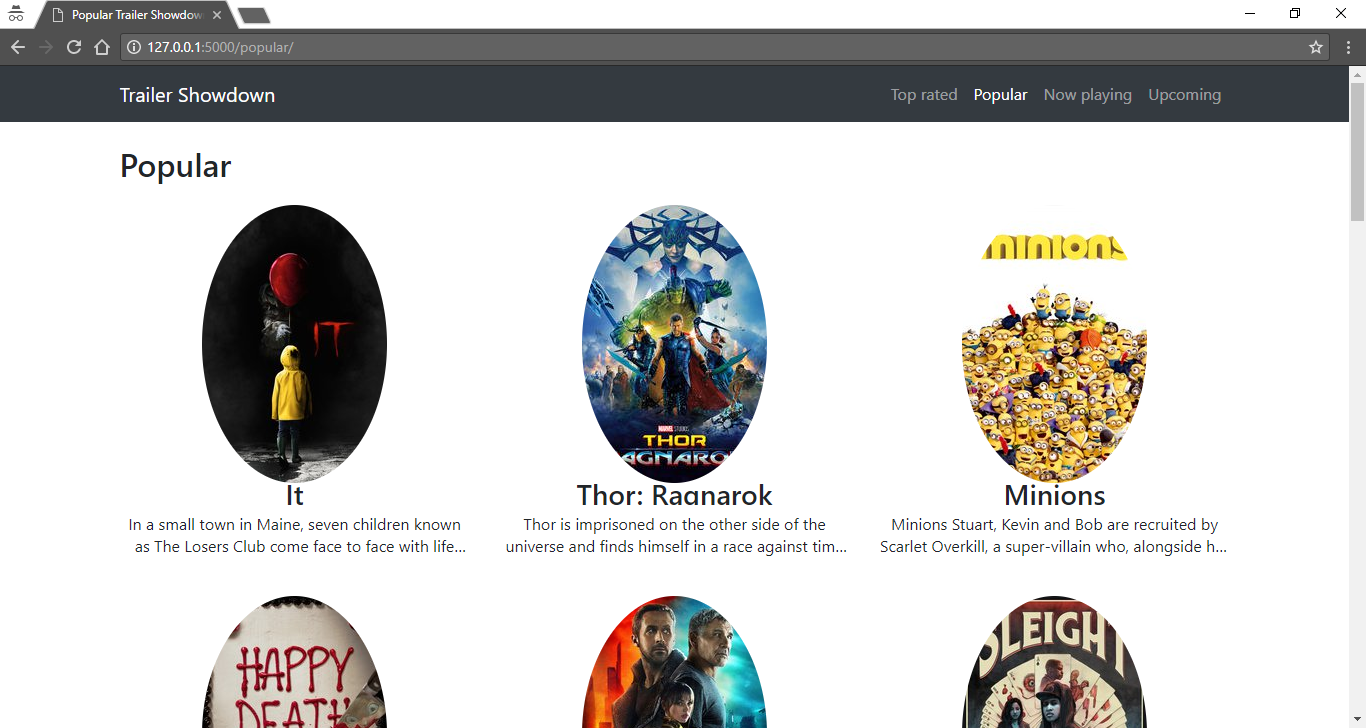 Popular Trailer Showdow
127.0.0.1:5000/popular/
Trailer Showdown
Top rated Popular Now playing Upcoming
Popular
IT
minions
MARVEL STUDIOS
THOR
AGNARO
It
Thor: Ragnarok
Minions
In a small town in Maine, seven children known
as The Losers Club come face to face with life...
Thor is imprisoned on the other side of the
universe and finds himself in a race against tim...
Minions Stuart, Kevin and Bob are recruited by
Scarlet Overkill, a super-villain who, alongside h...
HAPPY
DEATH
SLEIGHT